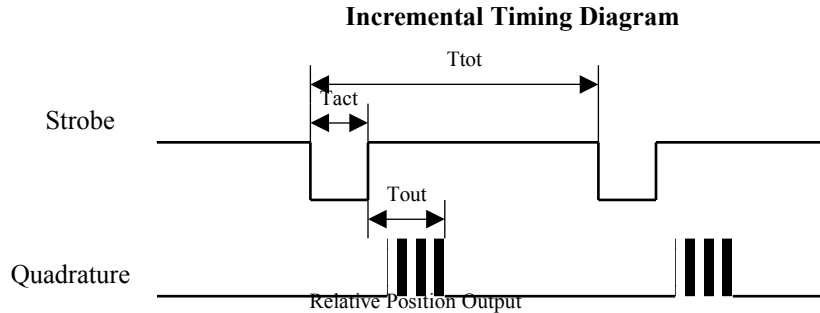 Incremental Timing Diagram
Ttot
Tact
Strobe
Tout
Quadrature
Relative Position Output